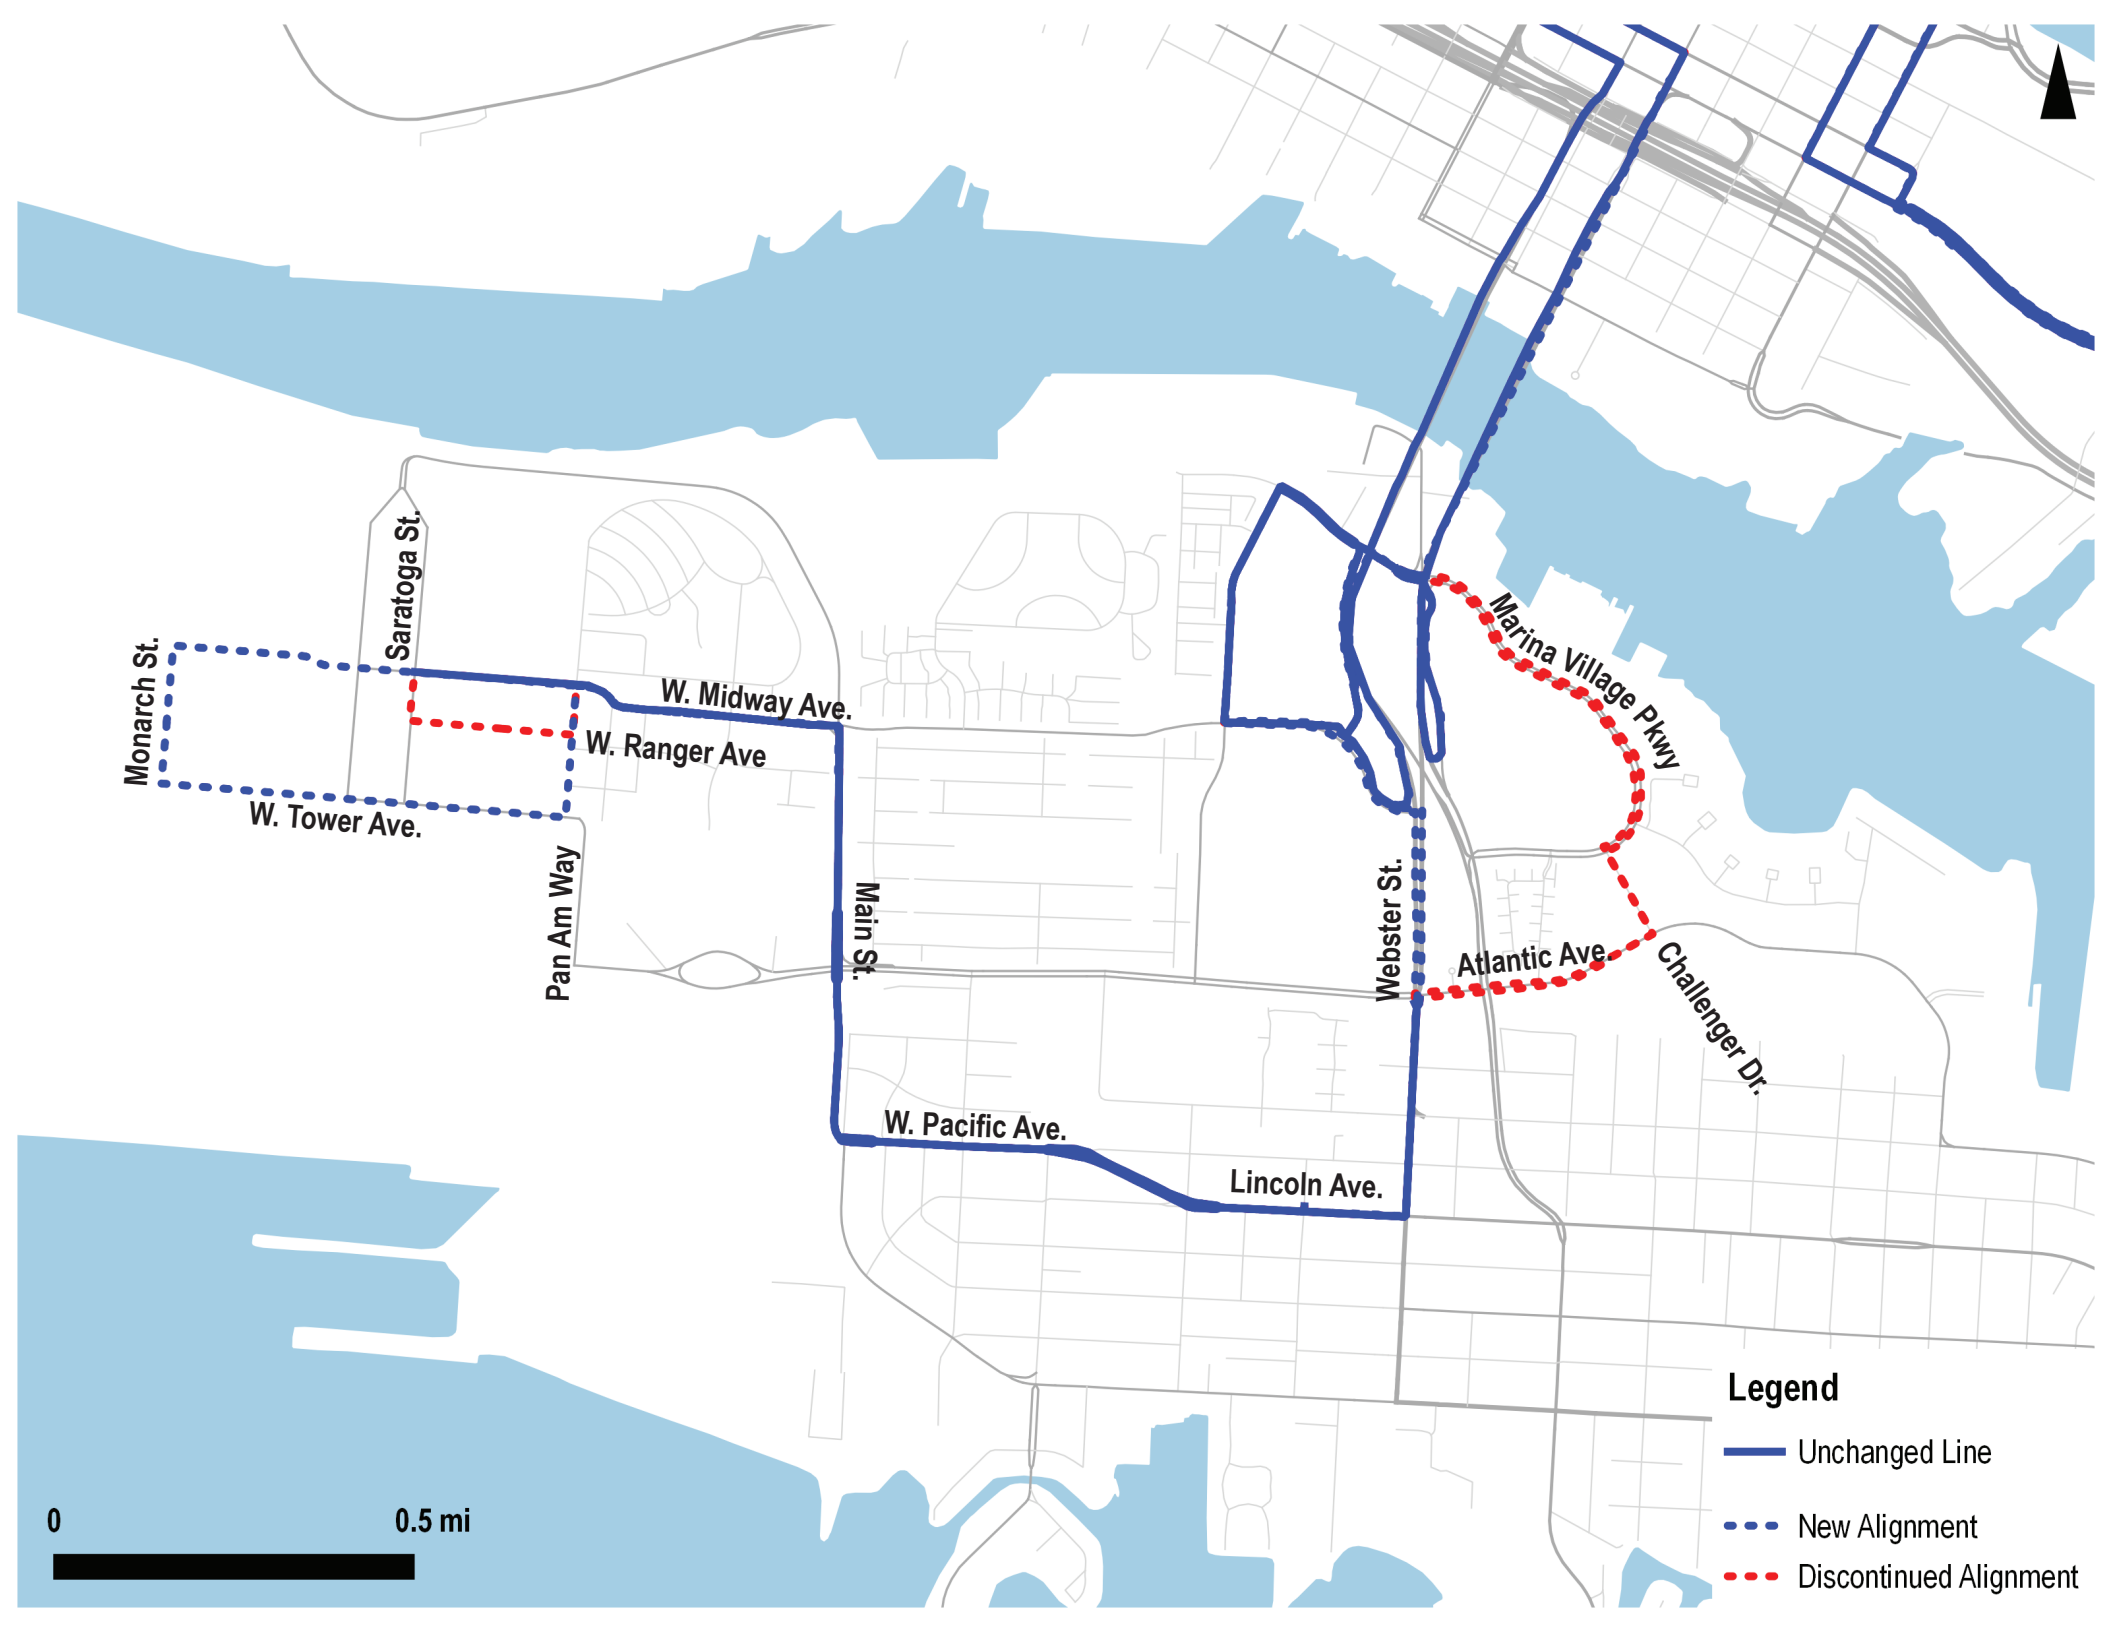 Saratoga St.
Marina Village Pkwy
Monarch St.
W. Midway Ave.
W. Ranger Ave
W. Tower Ave.
Pan Am Way
Main St.
Webster St.
Atlantic Ave.
Challenger Dr.
W. Pacific Ave.
Lincoln Ave.
Legend
Unchanged Line
New Alignment
Discontinued Alignment
0 0.5 mi